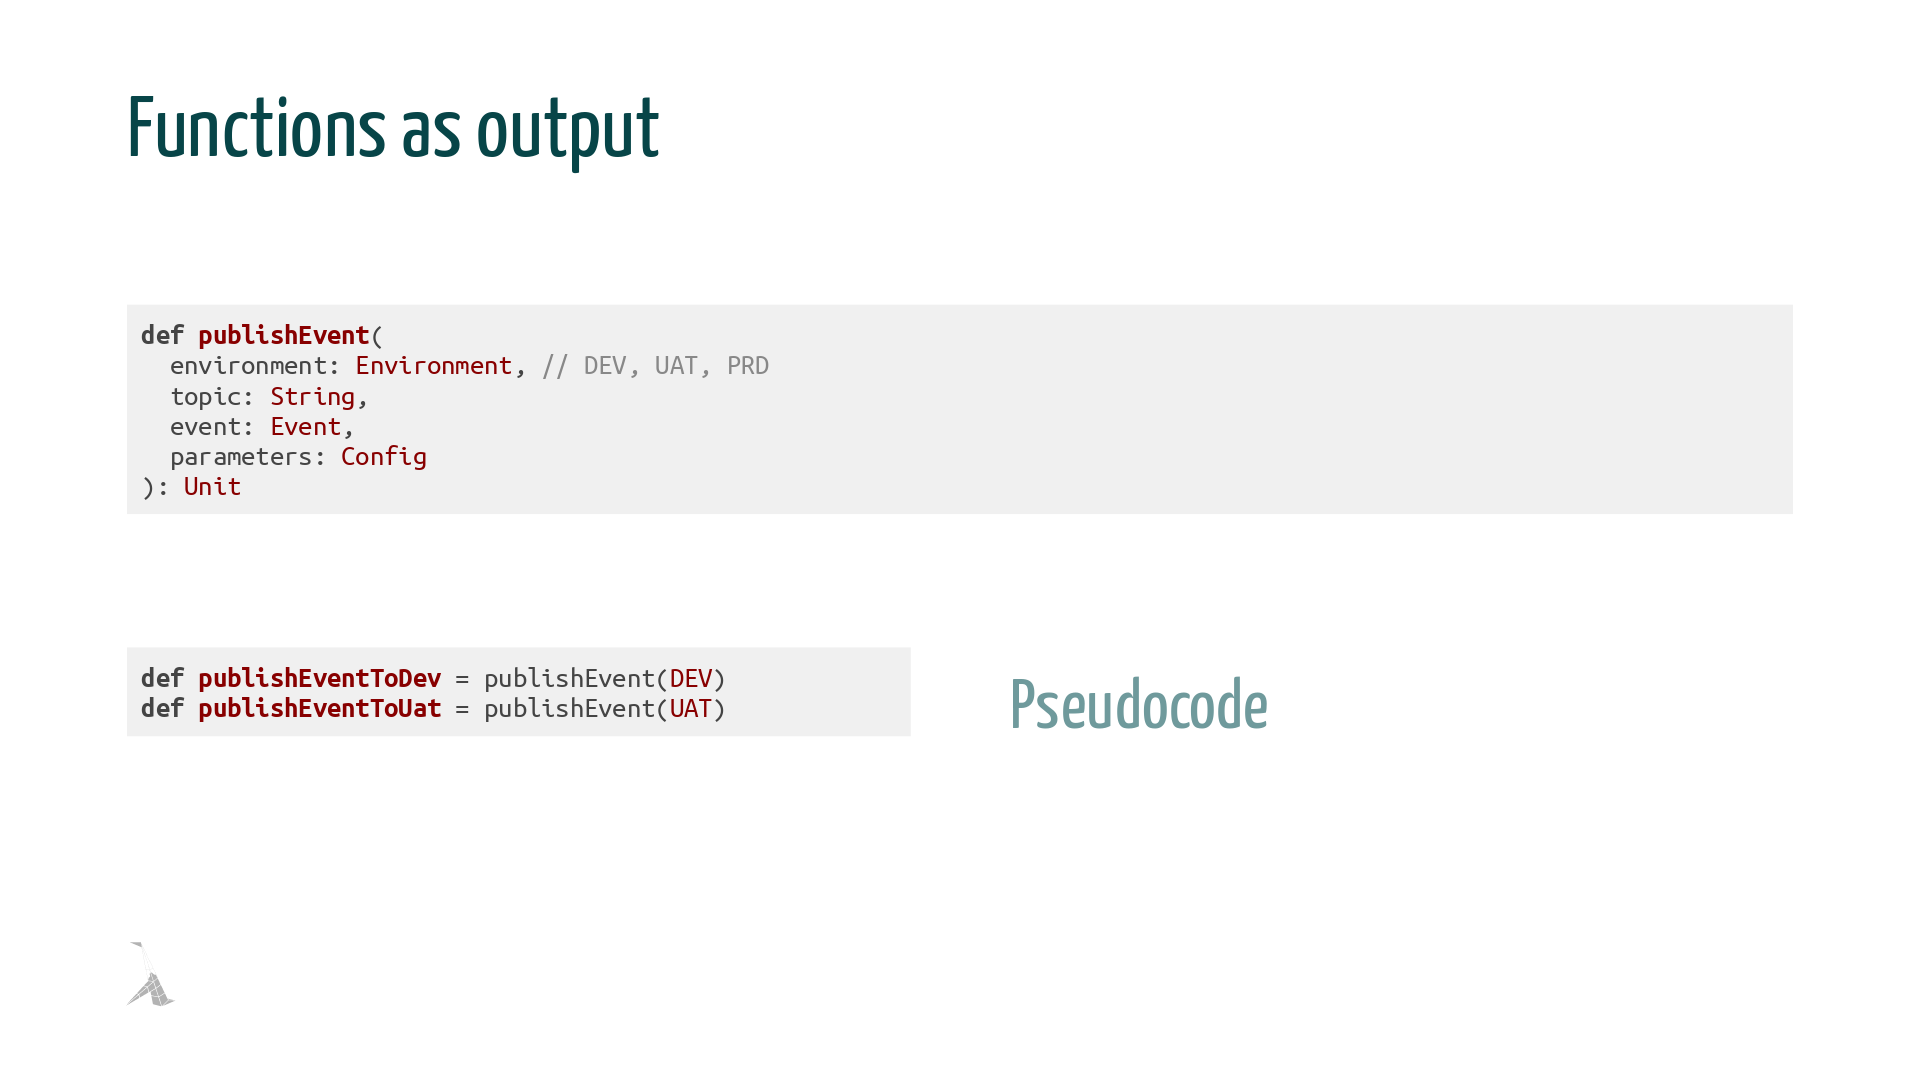 Functions as output
def publishEvent(
  environment: Environment, // DEV, UAT, PRD
  topic: String,
  event: Event,
  parameters: Config
): Unit
def publishEventToDev = publishEvent(DEV)
def publishEventToUat = publishEvent(UAT)
Pseudocode